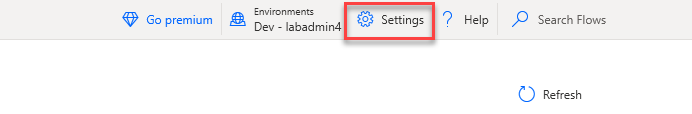 Go premium
Environments
Dev - labadmin4
Settings
Help
Search Flows
Refresh